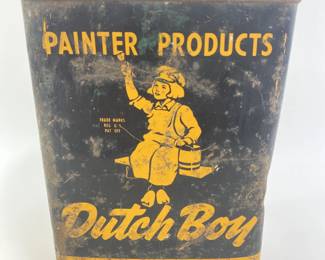 PAINTER PRODUCTS
TRADE MARKS
REG. U.S.
PAT. OFF.
Dutch Boy